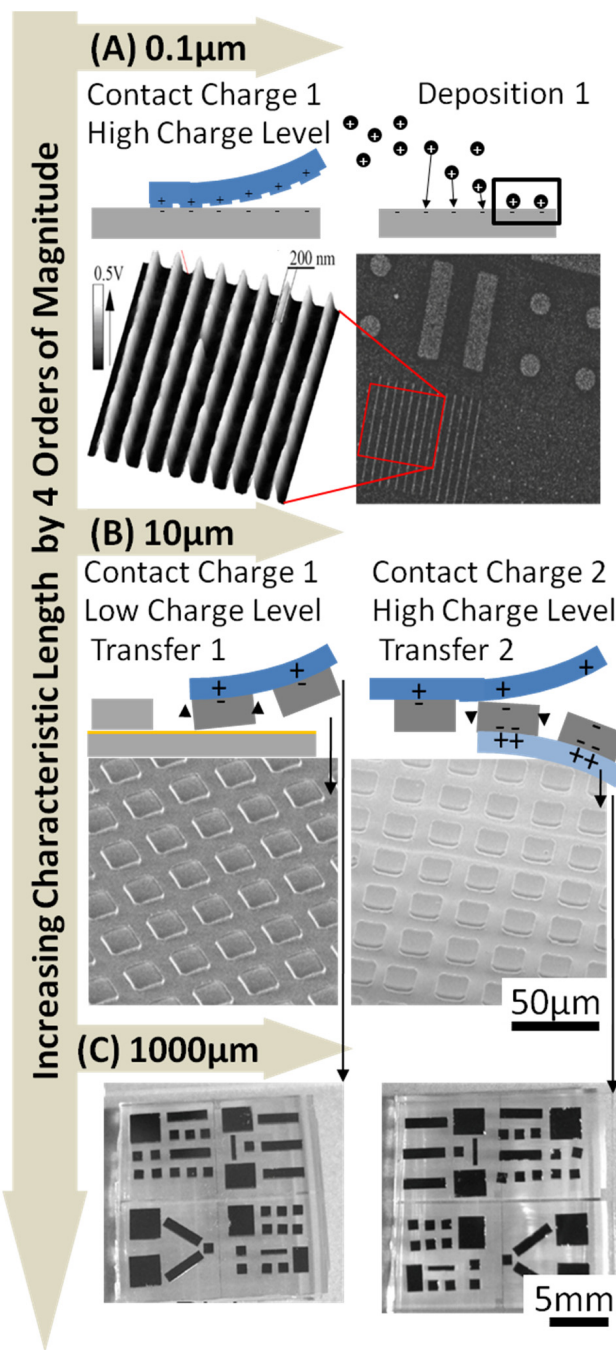 Increasing Characteristic Length by 4 Orders of Magnitude
(A) 0.1µm
Contact Charge 1
High Charge Level
Deposition 1
0.5V
200 nm
(B) 10µm
Contact Charge 1
Low Charge Level
Transfer 1
Contact Charge 2
High Charge Level
Transfer 2
50µm
(C) 1000µm
5mm